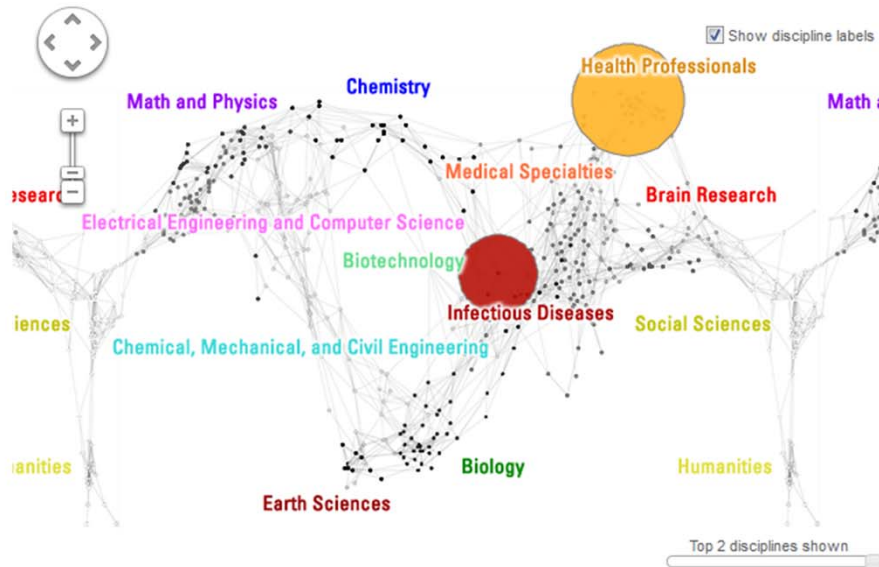 Show discipline labels
Health Professionals
Chemistry
Math and Physics
Math a
Medical Specialties
esearch
Brain Research
Electrical Engineering and Computer Science
Biotechnology
Infectious Diseases
iences
Social Sciences
Chemical, Mechanical, and Civil Engineering
anities
Biology
Humanities
Earth Sciences
Top 2 disciplines shown